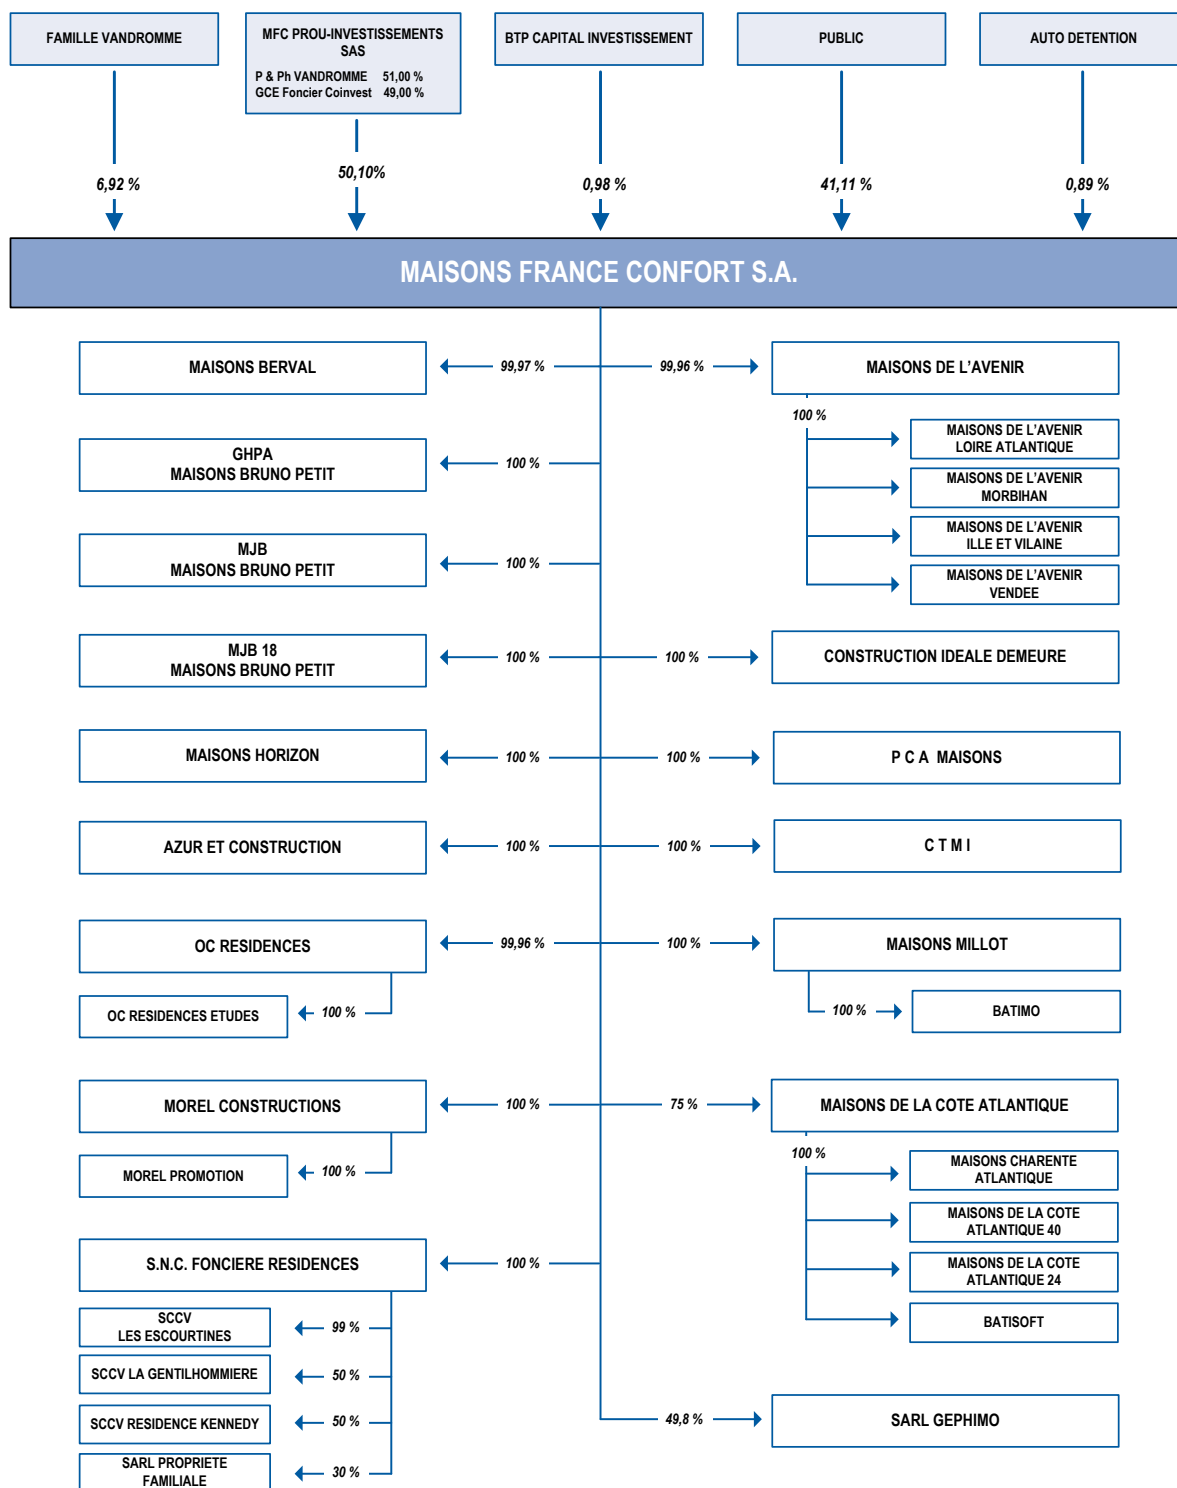 FAMILLE VANDROMME
MFC PROU-INVESTISSEMENTS
SAS
P & Ph VANDROMME 51,00 %
GCE Foncier Coinvest 49,00 %
BTP CAPITAL INVESTISSEMENT
PUBLIC
AUTO DETENTION
6,92 %
50,10%
0,98 %
41,11 %
0,89 %
MAISONS FRANCE CONFORT S.A.
MAISONS BERVAL
99,97 %
99,96 %
MAISONS DE L'AVENIR
100 %
MAISONS DE L'AVENIR
LOIRE ATLANTIQUE
GHPA
MAISONS BRUNO PETIT
100 %
MAISONS DE L'AVENIR
MORBIHAN
MAISONS DE L'AVENIR
ILLE ET VILAINE
MJB
MAISONS BRUNO PETIT
100 %
MAISONS DE L'AVENIR
VENDEE
MJB 18
MAISONS BRUNO PETIT
100 %
100 %
CONSTRUCTION IDEALE DEMEURE
MAISONS HORIZON
100 %
100 %
P C A MAISONS
AZUR ET CONSTRUCTION
100 %
100 %
C T M I
OC RESIDENCES
99,96 %
100 %
MAISONS MILLOT
OC RESIDENCES ETUDES
100 %
100 %
BATIMO
MOREL CONSTRUCTIONS
100 %
75 %
MAISONS DE LA COTE ATLANTIQUE
MOREL PROMOTION
100 %
100 %
MAISONS CHARENTE
ATLANTIQUE
MAISONS DE LA COTE
ATLANTIQUE 40
S.N.C. FONCIERE RESIDENCES
100 %
MAISONS DE LA COTE
ATLANTIQUE 24
SCCV
LES ESCOURTINES
99 %
BATISOFT
SCCV LA GENTILHOMMIERE
50 %
SCCV RESIDENCE KENNEDY
50 %
49,8 %
SARL GEPHIMO
SARL PROPRIETE
FAMILIALE
30 %